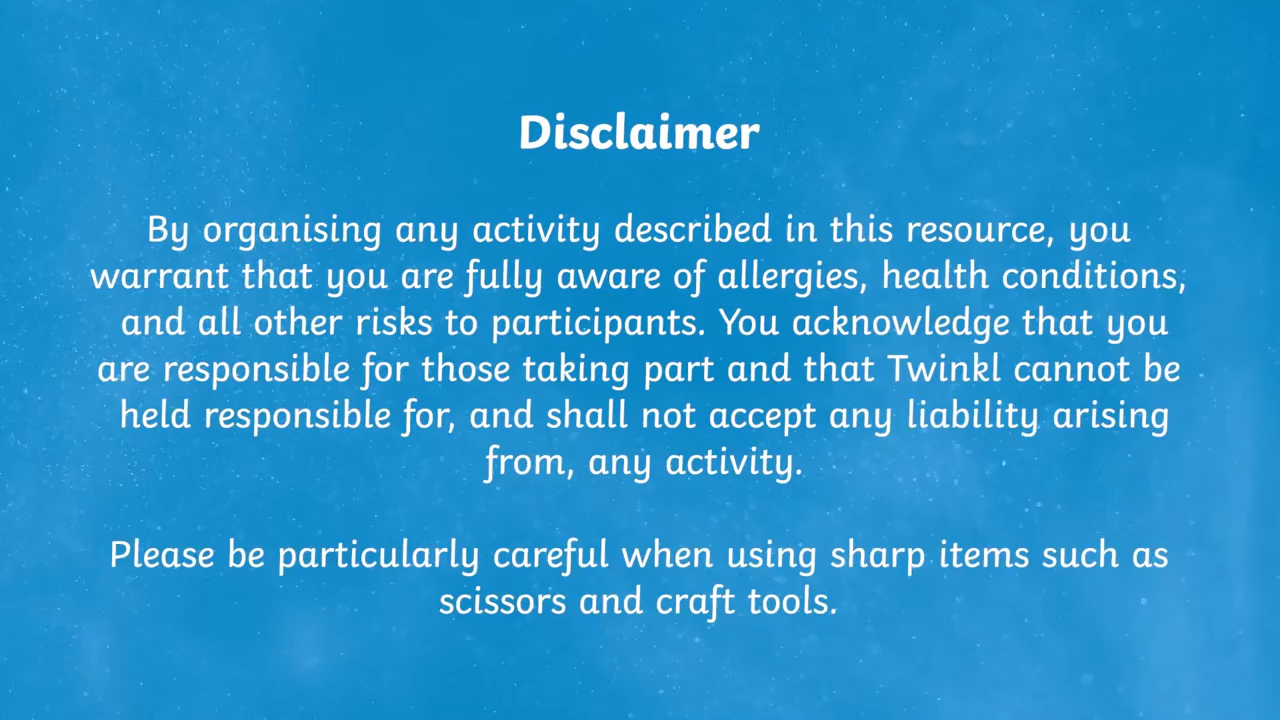 Disclaimer
By organising any activity described in this resource, you
warrant that you are fully aware of allergies, health conditions,
and all other risks to participants. You acknowledge that you
are responsible for those taking part and that Twinkl cannot be
held responsible for, and shall not accept any liability arising
from, any activity.
Please be particularly careful when using sharp items such as
scissors and craft tools.